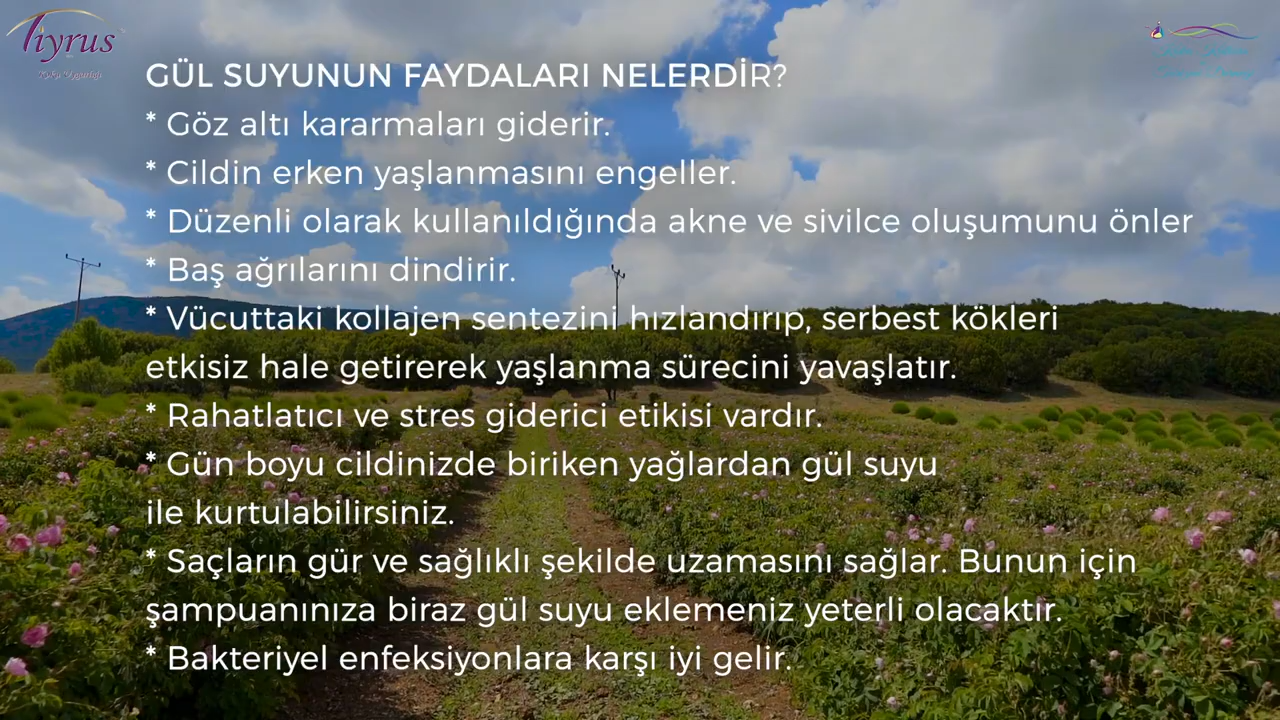 Tiyrus
GÜL SUYUNUN FAYDALARI NELERDİR?
* Göz altı kararmaları giderir.
* Cildin erken yaşlanmasını engeller.
* Düzenli olarak kullanıldığında akne ve sivilce oluşumunu önler
* Baş ağrılarını dindirir.
* Vücuttaki kollajen sentezini hızlandırıp, serbest kökleri
etkisiz hale getirerek yaşlanma sürecini yavaşlatır.
* Rahatlatıcı ve stres giderici etikisi vardır.
* Gün boyu cildinizde biriken yağlardan gül suyu
ile kurtulabilirsiniz.
* Saçların gür ve sağlıklı şekilde uzamasını sağlar. Bunun için
şampuanınıza biraz gül suyu eklemeniz yeterli olacaktır.
* Bakteriyel enfeksiyonlara karşı iyi gelir.